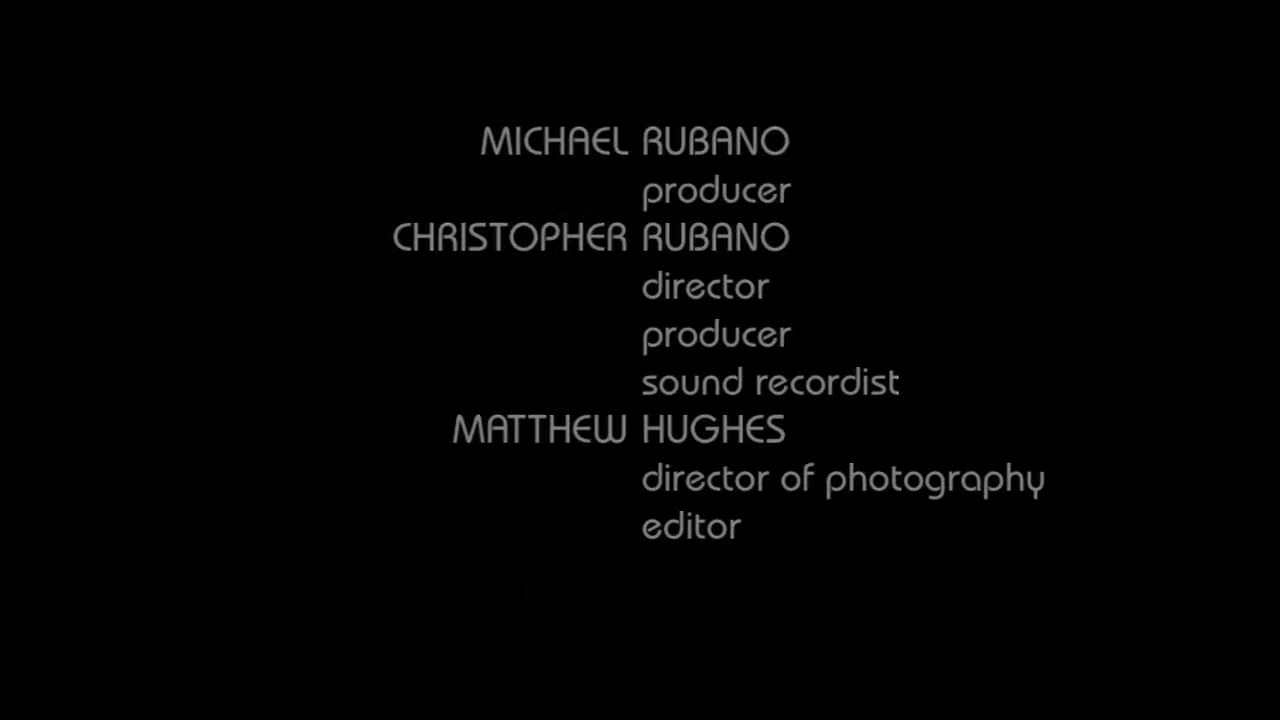 MICHAEL RUBANO
producer
CHRISTOPHER RUBANO
director
producer
sound recordist
MATTHEW HUGHES
director of photography
editor